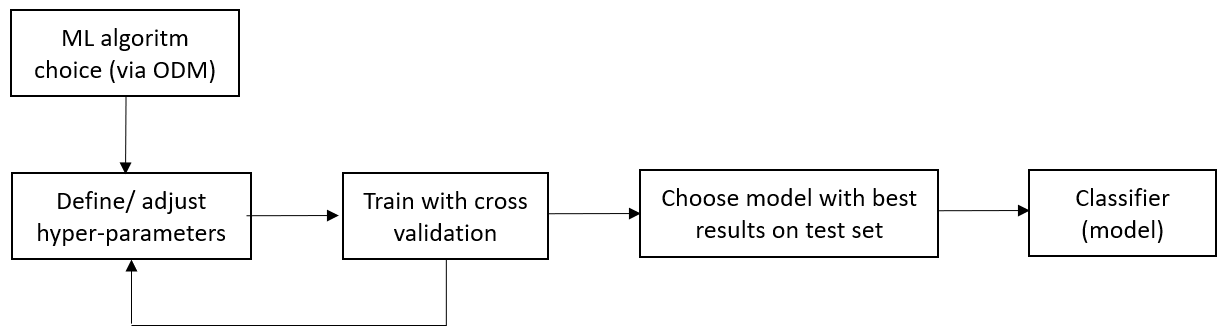 ML algoritm
choice (via ODM)
Define/ adjust
hyper-parameters
Train with cross
validation
Choose model with best
results on test set
Classifier
(model)